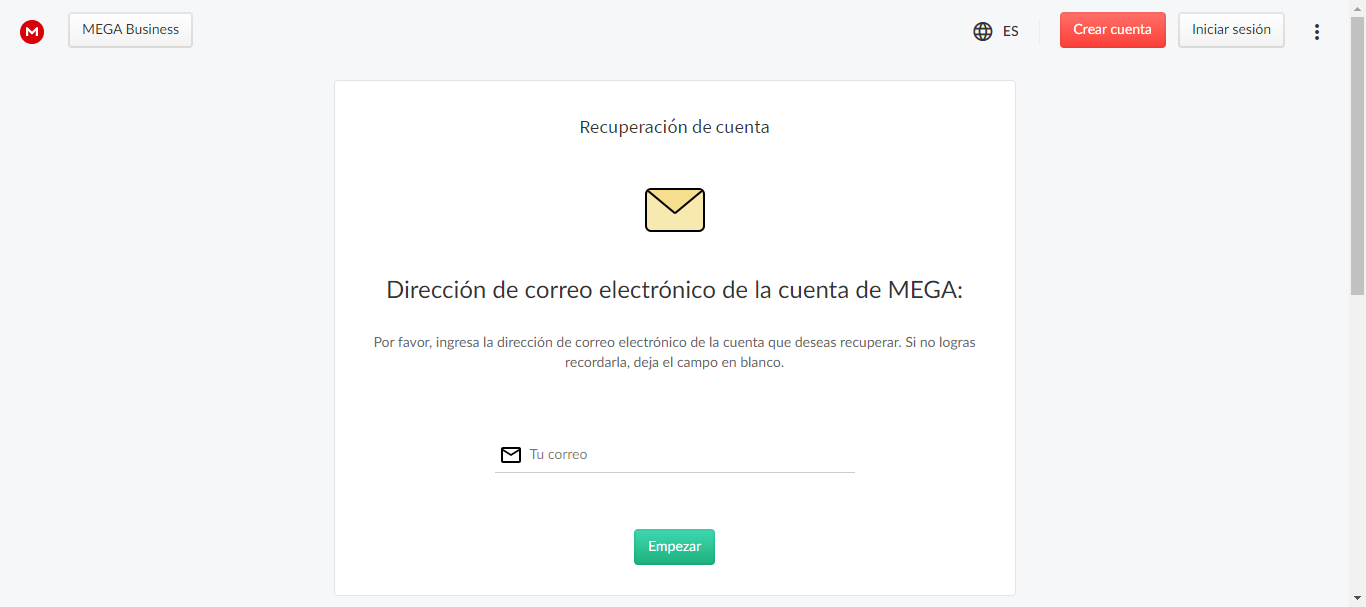 MEGA Business
ES
Crear cuenta
Iniciar sesión
Recuperación de cuenta
Dirección de correo electrónico de la cuenta de MEGA:
Por favor, ingresa la dirección de correo electrónico de la cuenta que deseas recuperar. Si no logras
recordarla, deja el campo en blanco.
Tu correo
Empezar